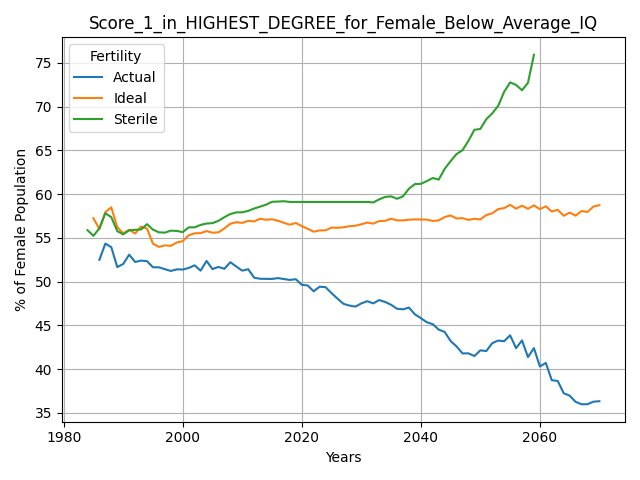 Score_1_in_HIGHEST_DEGREE_for_Female_Below_Average_IQ
Fertility
Actual
Ideal
Sterile
% of Female Population
75
70
65
60
55
50
45
40
35
1980
2000
2020
2040
2060
Years